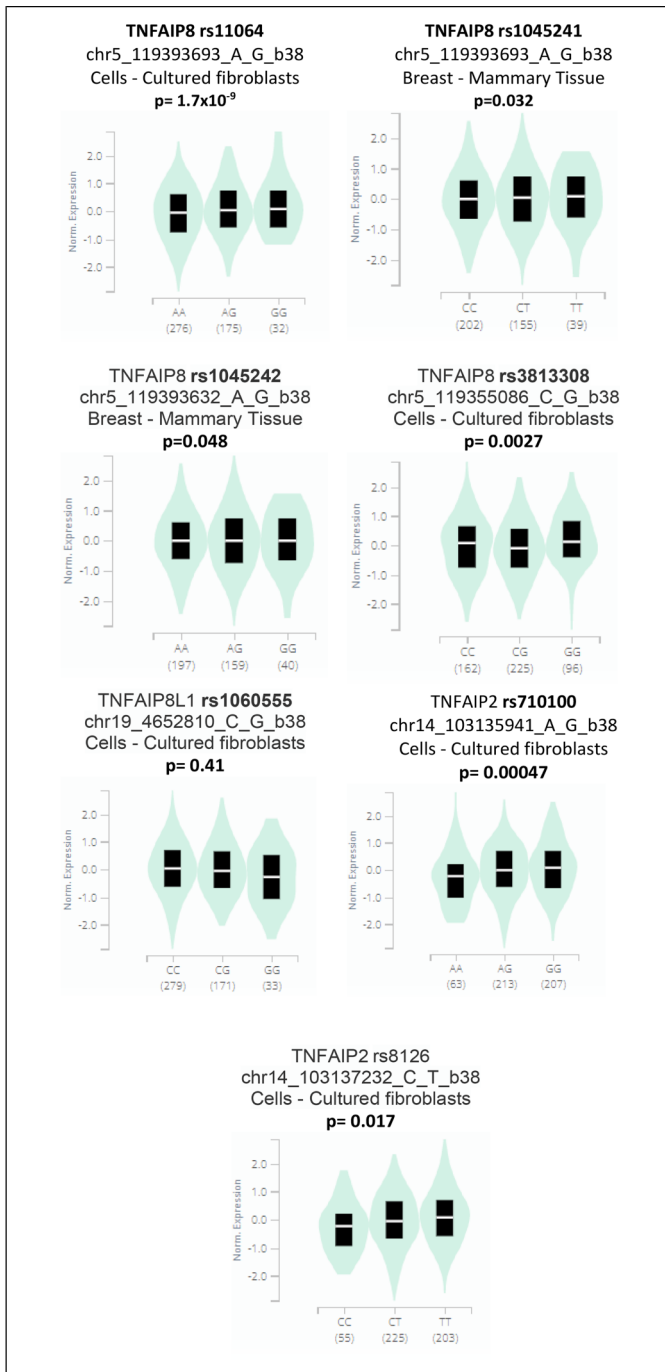 TNFAIP8 rs11064
chr5_119393693_A_G_b38
Cells - Cultured fibroblasts
p= 1.7x10⁻⁹
Norm. Expression
2.0
1.0
0.0
-1.0
-2.0
AA
(276)
AG
(175)
GG
(32)
TNFAIP8 rs1045241
chr5_119393693_A_G_b38
Breast - Mammary Tissue
p=0.032
Norm. Expression
2.0
1.0
0.0
-1.0
-2.0
CC
(202)
CT
(155)
TT
(39)
TNFAIP8 rs1045242
chr5_119393632_A_G_b38
Breast - Mammary Tissue
p=0.048
Norm. Expression
2.0
1.0
0.0
-1.0
-2.0
AA
(197)
AG
(159)
GG
(40)
TNFAIP8 rs3813308
chr5_119355086_C_G_b38
Cells - Cultured fibroblasts
p= 0.0027
Norm. Expression
2.0
1.0
0.0
-1.0
-2.0
CC
(162)
CG
(225)
GG
(96)
TNFAIP8L1 rs1060555
chr19_4652810_C_G_b38
Cells - Cultured fibroblasts
p= 0.41
Norm. Expression
2.0
1.0
0.0
-1.0
-2.0
CC
(279)
CG
(171)
GG
(33)
TNFAIP2 rs710100
chr14_103135941_A_G_b38
Cells - Cultured fibroblasts
p= 0.00047
Norm. Expression
2.0
1.0
0.0
-1.0
-2.0
AA
(63)
AG
(213)
GG
(207)
TNFAIP2 rs8126
chr14_103137232_C_T_b38
Cells - Cultured fibroblasts
p= 0.017
Norm. Expression
2.0
1.0
0.0
-1.0
-2.0
CC
(55)
CT
(225)
TT
(203)